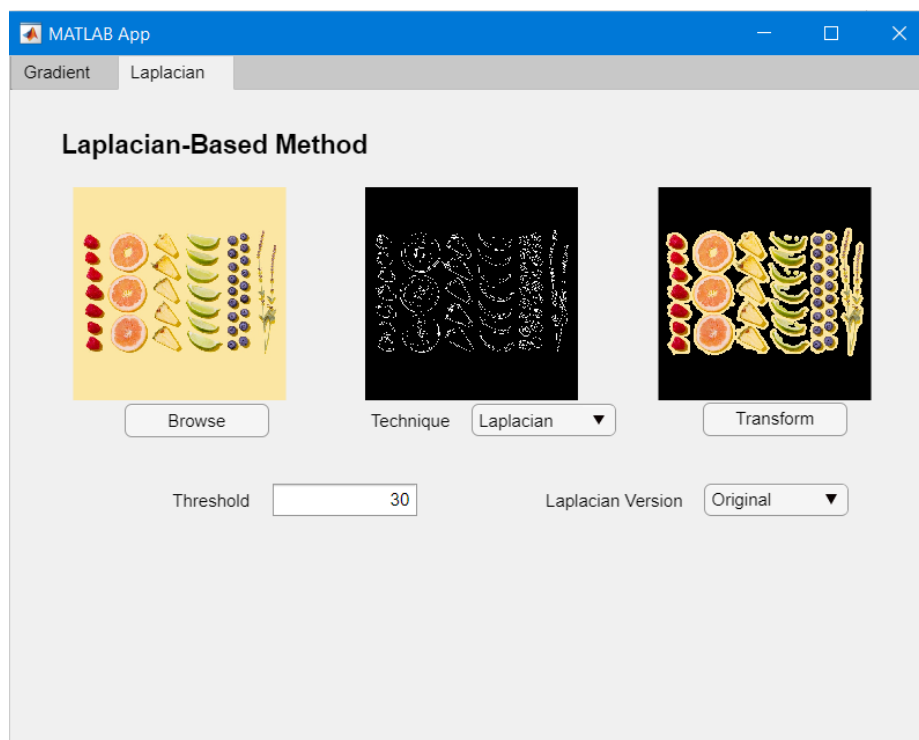 MATLAB App
Gradient Laplacian
Laplacian-Based Method
Browse Technique Laplacian Transform
Threshold 30 Laplacian Version Original